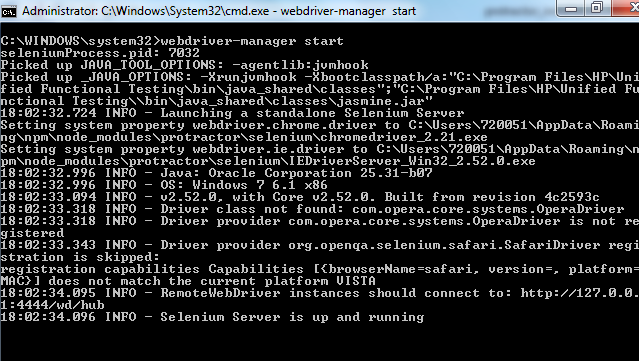 Administrator: C:\Windows\System32\cmd.exe - webdriver-manager start
C:\WINDOWS\system32>webdriver-manager start
seleniumProcess.pid: 7032
Picked up JAVA_TOOL_OPTIONS: -agentlib:jvmhook
Picked up _JAVA_OPTIONS: -Xrunjvmhook -Xbootclasspath/a:"C:\Program Files\HP\Uni
fied Functional Testing\bin\java_shared\classes";"C:\Program Files\HP\Unified Fu
nctional Testing\\bin\java_shared\classes\jasmine.jar"
18:02:32.724 INFO - Launching a standalone Selenium Server
Setting system property webdriver.chrome.driver to C:\Users\720051\AppData\Roami
ng\npm\node_modules\protractor\selenium\chromedriver_2.21.exe
Setting system property webdriver.ie.driver to C:\Users\720051\AppData\Roaming\n
pm\node_modules\protractor\selenium\IEDriverServer_Win32_2.52.0.exe
18:02:32.996 INFO - Java: Oracle Corporation 25.31-b07
18:02:32.996 INFO - OS: Windows 7 6.1 x86
18:02:33.094 INFO - v2.52.0, with Core v2.52.0. Built from revision 4c2593c
18:02:33.318 INFO - Driver class not found: com.opera.core.systems.OperaDriver
18:02:33.318 INFO - Driver provider com.opera.core.systems.OperaDriver is not re
gistered
18:02:33.343 INFO - Driver provider org.openqa.selenium.safari.SafariDriver regi
stration is skipped:
registration capabilities Capabilities [{browserName=safari, version=, platform=
MAC}] does not match the current platform VISTA
18:02:34.095 INFO - RemoteWebDriver instances should connect to: http://127.0.0.
1:4444/wd/hub
18:02:34.096 INFO - Selenium Server is up and running